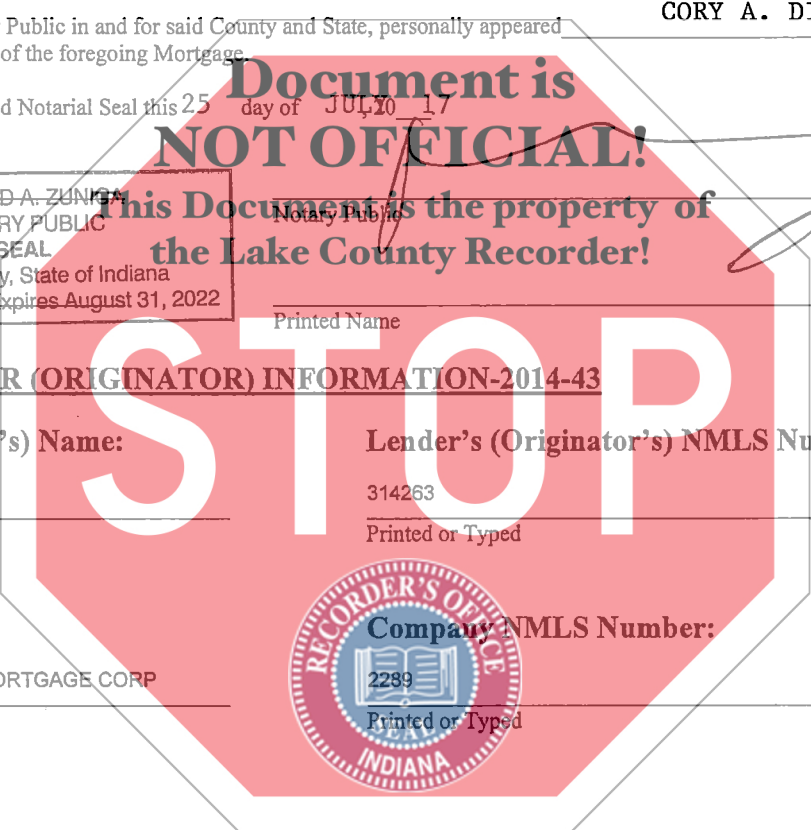 CORY A. DI
Public in and for said County and State, personally appeared
of the foregoing Mortgage.
Document is
d Notarial Seal this 25 day of JULY 20 17
NOT OFFICIAL!
D A. ZUNIGA
This Document is the property of
Notary Public
RY PUBLIC
SEAL
the Lake County Recorder!
y, State of Indiana
xpires August 31, 2022
Printed Name
STOP
R (ORIGINATOR) INFORMATION-2014-43
's) Name:
Lender's (Originator's) NMLS Nu
314263
Printed or Typed
RECORDER'S OFFICE
Company NMLS Number:
ORTGAGE CORP
2289
Printed or Typed
SEAL
INDIANA